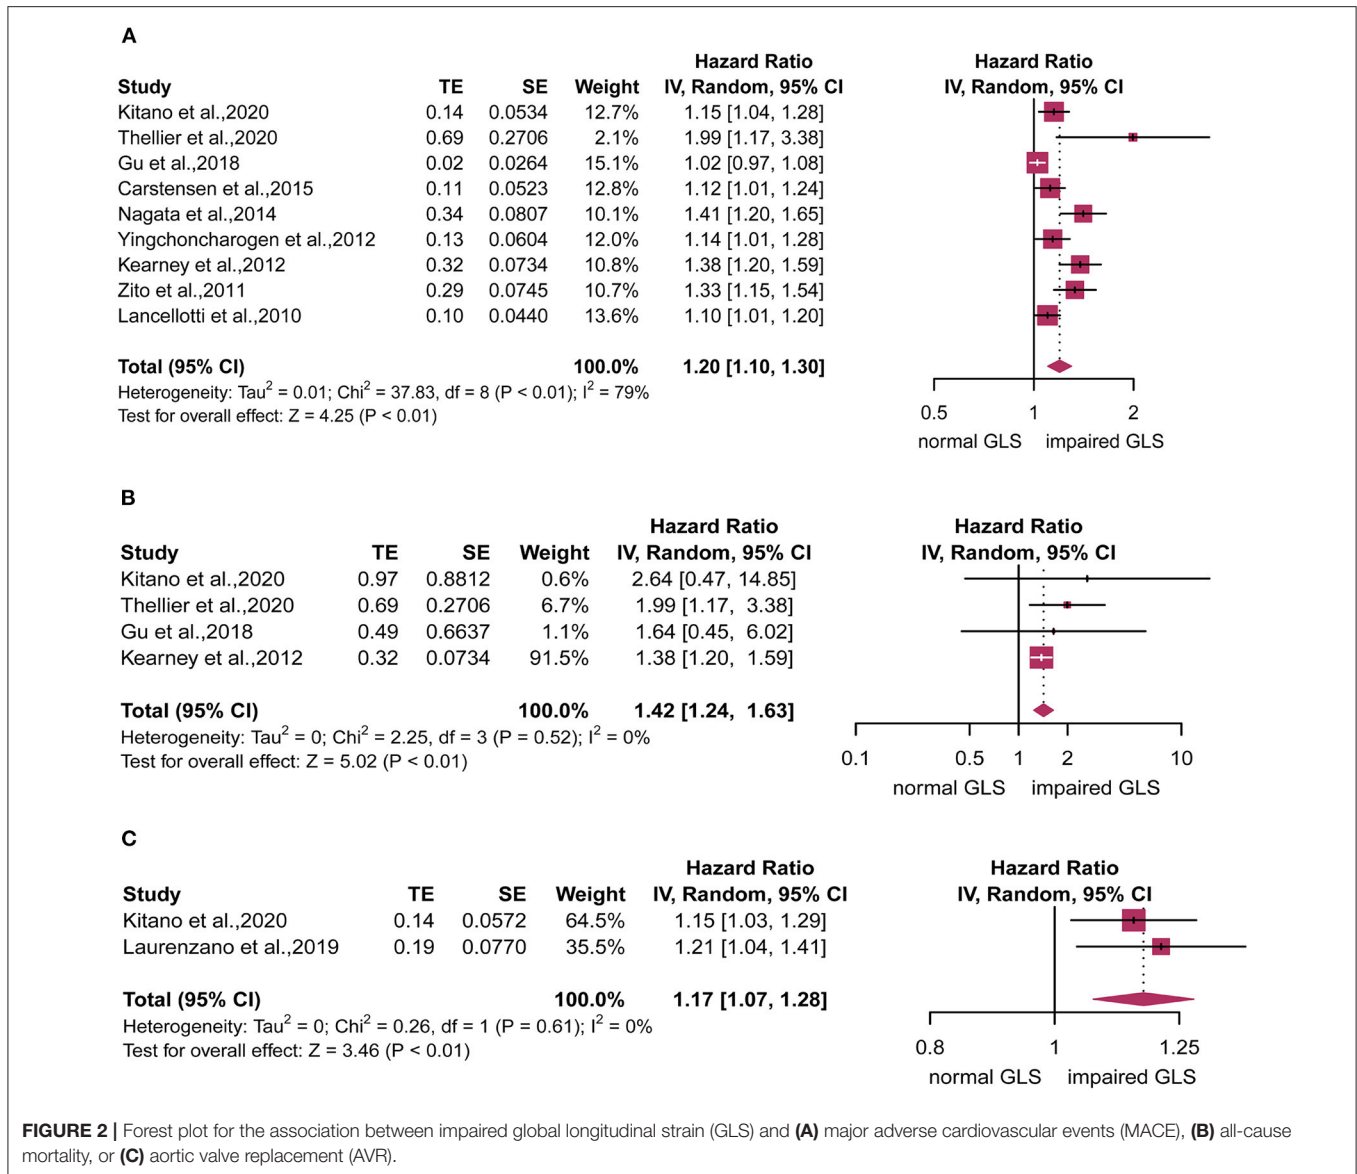 A
Hazard Ratio Hazard Ratio
Study TE SE Weight IV, Random, 95% CI IV, Random, 95% CI
Kitano et al.,2020 0.14 0.0534 12.7% 1.15 [1.04, 1.28]
Thellier et al.,2020 0.69 0.2706 2.1% 1.99 [1.17, 3.38]
Gu et al.,2018 0.02 0.0264 15.1% 1.02 [0.97, 1.08]
Carstensen et al.,2015 0.11 0.0523 12.8% 1.12 [1.01, 1.24]
Nagata et al.,2014 0.34 0.0807 10.1% 1.41 [1.20, 1.65]
Yingchoncharogen et al.,2012 0.13 0.0604 12.0% 1.14 [1.01, 1.28]
Kearney et al.,2012 0.32 0.0734 10.8% 1.38 [1.20, 1.59]
Zito et al.,2011 0.29 0.0745 10.7% 1.33 [1.15, 1.54]
Lancellotti et al.,2010 0.10 0.0440 13.6% 1.10 [1.01, 1.20]
Total (95% CI) 100.0% 1.20 [1.10, 1.30]
Heterogeneity: Tau² = 0.01; Chi² = 37.83, df = 8 (P < 0.01); I² = 79%
Test for overall effect: Z = 4.25 (P < 0.01)
0.5 1 2
normal GLS impaired GLS
B
Hazard Ratio Hazard Ratio
Study TE SE Weight IV, Random, 95% CI IV, Random, 95% CI
Kitano et al.,2020 0.97 0.8812 0.6% 2.64 [0.47, 14.85]
Thellier et al.,2020 0.69 0.2706 6.7% 1.99 [1.17, 3.38]
Gu et al.,2018 0.49 0.6637 1.1% 1.64 [0.45, 6.02]
Kearney et al.,2012 0.32 0.0734 91.5% 1.38 [1.20, 1.59]
Total (95% CI) 100.0% 1.42 [1.24, 1.63]
Heterogeneity: Tau² = 0; Chi² = 2.25, df = 3 (P = 0.52); I² = 0%
Test for overall effect: Z = 5.02 (P < 0.01)
0.1 0.5 1 2 10
normal GLS impaired GLS
C
Hazard Ratio Hazard Ratio
Study TE SE Weight IV, Random, 95% CI IV, Random, 95% CI
Kitano et al.,2020 0.14 0.0572 64.5% 1.15 [1.03, 1.29]
Laurenzano et al.,2019 0.19 0.0770 35.5% 1.21 [1.04, 1.41]
Total (95% CI) 100.0% 1.17 [1.07, 1.28]
Heterogeneity: Tau² = 0; Chi² = 0.26, df = 1 (P = 0.61); I² = 0%
Test for overall effect: Z = 3.46 (P < 0.01)
0.8 1 1.25
normal GLS impaired GLS
FIGURE 2 | Forest plot for the association between impaired global longitudinal strain (GLS) and (A) major adverse cardiovascular events (MACE), (B) all-cause
mortality, or (C) aortic valve replacement (AVR).